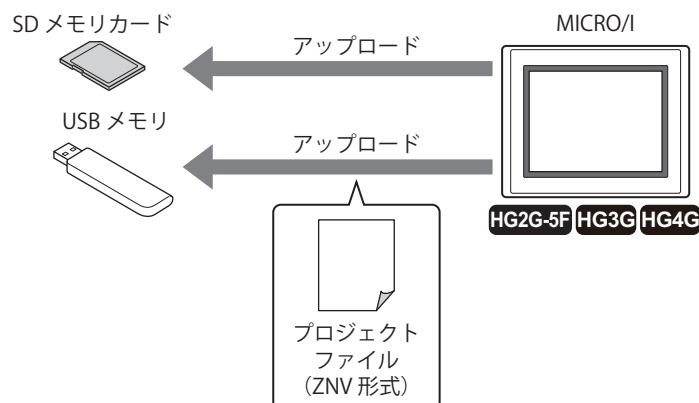 SD メモリカード
アップロード
MICRO/I
USB メモリ
アップロード
HG2G-5F HG3G HG4G
プロジェクト
ファイル
（ZNV 形式）